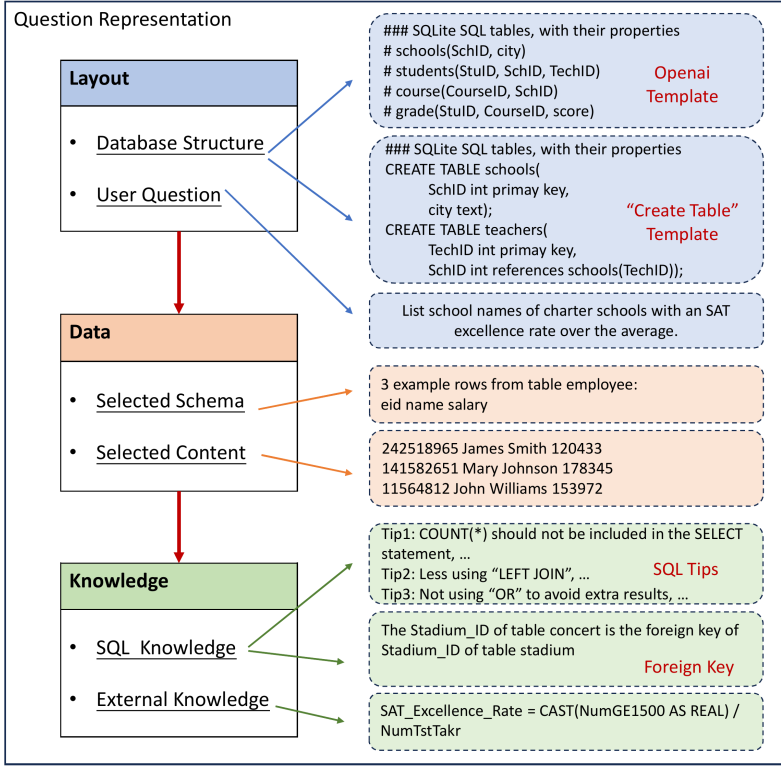 Question Representation
Layout
• Database Structure
• User Question
### SQLite SQL tables, with their properties
# schools(SchID, city)
# students(StuID, SchID, TechID)
# course(CourseID, SchID)
# grade(StuID, CourseID, score)
Openai
Template
### SQLite SQL tables, with their properties
CREATE TABLE schools(
SchID int primay key,
city text);
CREATE TABLE teachers(
TechID int primay key,
SchID int references schools(TechID));
“Create Table”
Template
List school names of charter schools with an SAT
excellence rate over the average.
Data
• Selected Schema
• Selected Content
3 example rows from table employee:
eid name salary
242518965 James Smith 120433
141582651 Mary Johnson 178345
11564812 John Williams 153972
Knowledge
• SQL Knowledge
• External Knowledge
Tip1: COUNT(*) should not be included in the SELECT
statement, ...
Tip2: Less using “LEFT JOIN”, ...
Tip3: Not using “OR” to avoid extra results, ...
SQL Tips
The Stadium_ID of table concert is the foreign key of
Stadium_ID of table stadium
Foreign Key
SAT_Excellence_Rate = CAST(NumGE1500 AS REAL) /
NumTstTakr